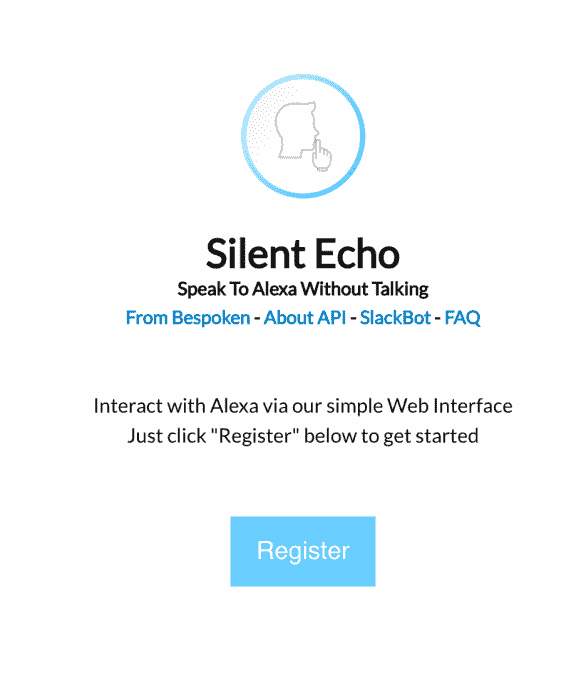 Silent Echo
Speak To Alexa Without Talking
From Bespoken - About API - SlackBot - FAQ
Interact with Alexa via our simple Web Interface
Just click "Register" below to get started
Register